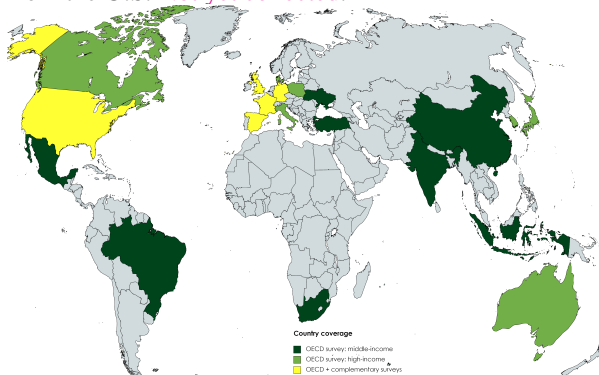 Country coverage
OECD survey: middle-income
OECD survey: high-income
OECD + complementary surveys